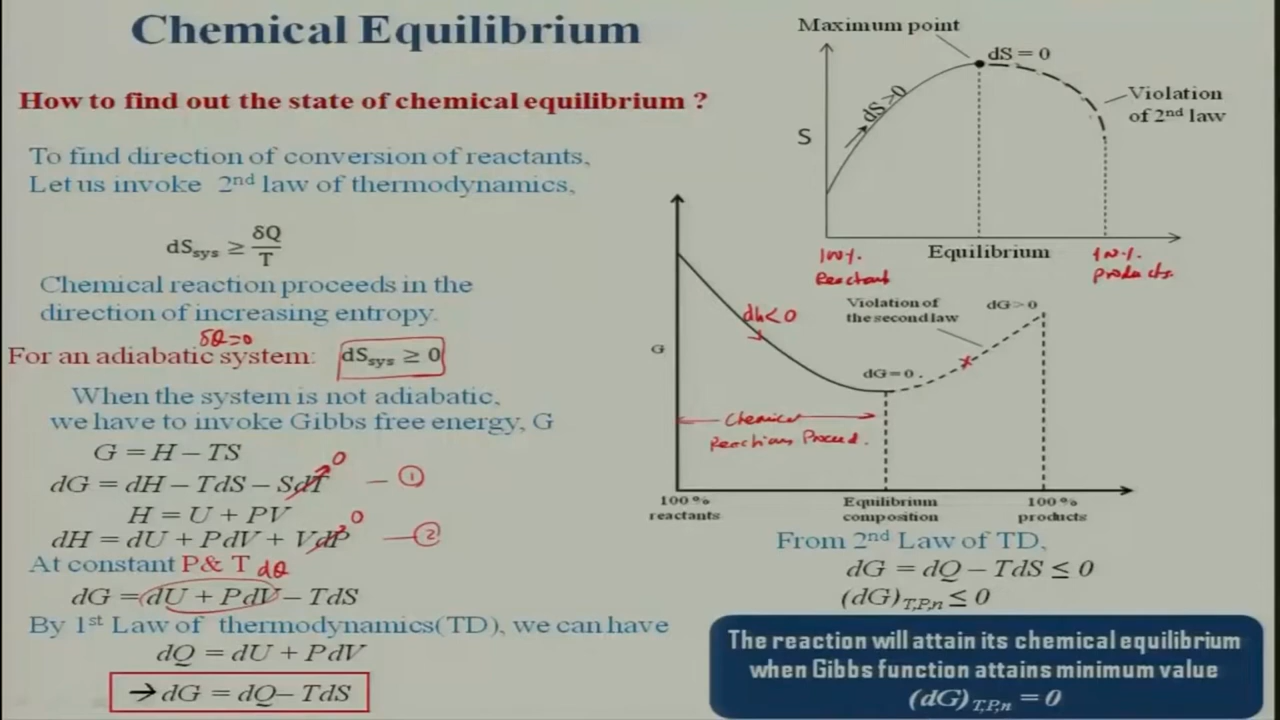 Chemical Equilibrium
How to find out the state of chemical equilibrium ?
To find direction of conversion of reactants,
Let us invoke 2nd law of thermodynamics,
dS_sys ≥ δQ/T
Chemical reaction proceeds in the
direction of increasing entropy.
δQ=0
For an adiabatic system: dS_sys ≥ 0
When the system is not adiabatic,
we have to invoke Gibbs free energy, G
G = H − TS
dG = dH − TdS − SdT 0 — ①
H = U + PV
dH = dU + PdV + VdP 0 — ②
At constant P& T dQ
dG = dU + PdV − TdS
By 1st Law of thermodynamics(TD), we can have
dQ = dU + PdV
→ dG = dQ − TdS
Maximum point
dS = 0
dS>0
Violation
of 2nd law
S
100%. Reactant
Equilibrium
100%. Products.
G
dG<0
Violation of
the second law
dG>0
dG=0.
Chemical
Reactions Proceed.
100%
reactants
Equilibrium
composition
100%
products
From 2nd Law of TD,
dG = dQ − TdS ≤ 0
(dG)T,P,n ≤ 0
The reaction will attain its chemical equilibrium
when Gibbs function attains minimum value
(dG)T,P,n = 0